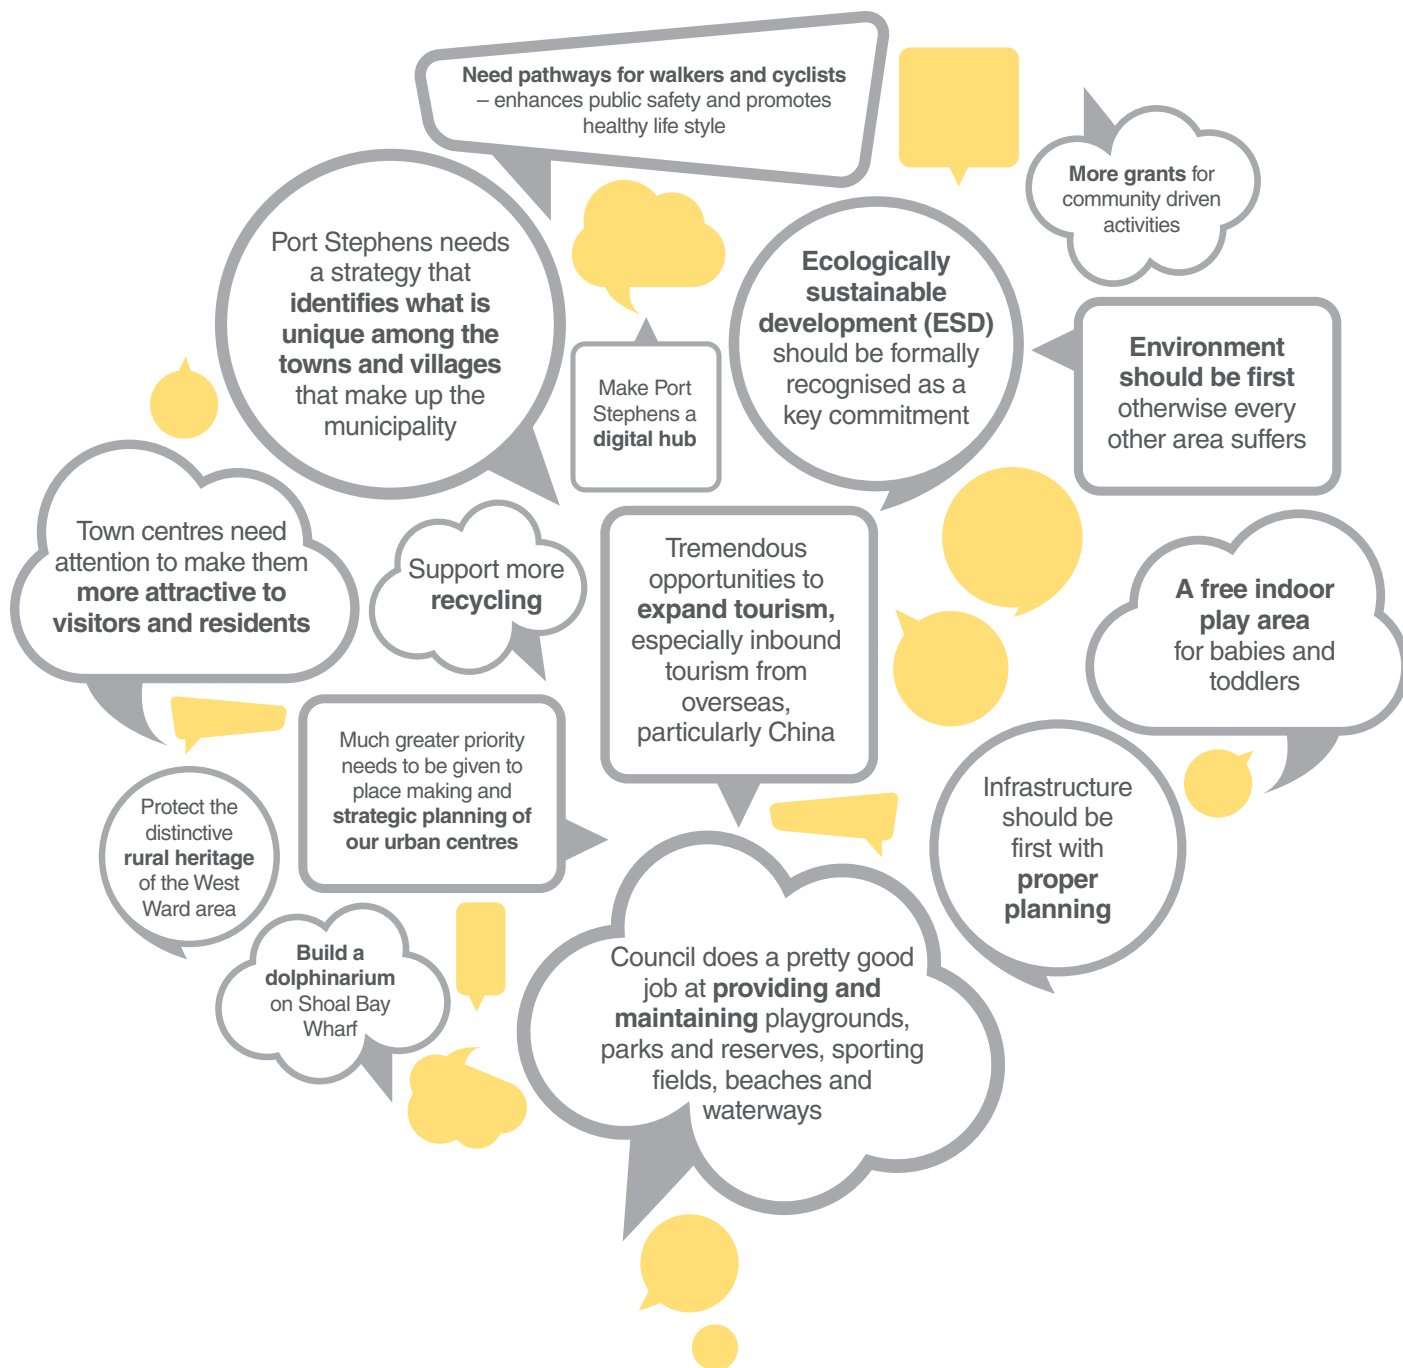 Need pathways for walkers and cyclists
– enhances public safety and promotes
healthy life style
More grants for
community driven
activities
Port Stephens needs
a strategy that
identifies what is
unique among the
towns and villages
that make up the
municipality
Ecologically
sustainable
development (ESD)
should be formally
recognised as a
key commitment
Environment
should be first
otherwise every
other area suffers
Make Port
Stephens a
digital hub
Town centres need
attention to make them
more attractive to
visitors and residents
Support more
recycling
Tremendous
opportunities to
expand tourism,
especially inbound
tourism from
overseas,
particularly China
A free indoor
play area
for babies and
toddlers
Much greater priority
needs to be given to
place making and
strategic planning of
our urban centres
Infrastructure
should be
first with
proper
planning
Protect the
distinctive
rural heritage
of the West
Ward area
Build a
dolphinarium
on Shoal Bay
Wharf
Council does a pretty good
job at providing and
maintaining playgrounds,
parks and reserves, sporting
fields, beaches and
waterways